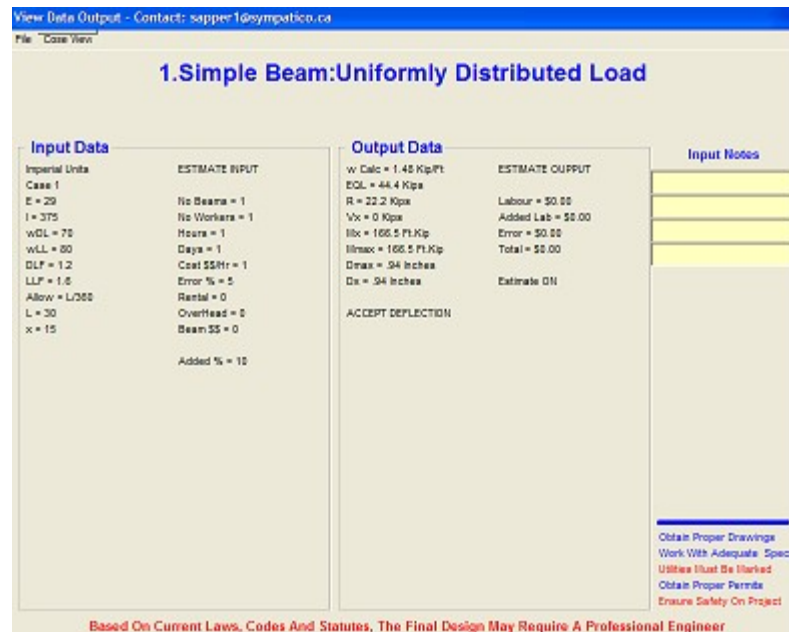 View Data Output - Contact: sapper1@sympatico.ca
File Case View
1.Simple Beam:Uniformly Distributed Load
Input Data
Imperial Units
Case 1
E = 29
I = 375
wDL = 70
wLL = 80
DLF = 1.2
LLF = 1.6
Allow = L/360
L = 30
x = 15
ESTIMATE INPUT
No Beams = 1
No Workers = 1
Hours = 1
Days = 1
Cost $$/Hr = 1
Error % = 5
Rental = 0
OverHead = 0
Beam $$ = 0
Added % = 10
Output Data
w Calc = 1.48 Kip/Ft
EQL = 44.4 Kips
R = 22.2 Kips
Vx = 0 Kips
Mx = 166.5 Ft.Kip
Mmax = 166.5 Ft.Kip
Dmax = .94 Inches
Dx = .94 Inches
ACCEPT DEFLECTION
ESTIMATE OUPPUT
Labour = $0.00
Added Lab = $0.00
Error = $0.00
Total = $0.00
Estimate ON
Input Notes
Obtain Proper Drawings
Work With Adequate Spec
Utilities Must Be Marked
Obtain Proper Permits
Ensure Safety On Project
Based On Current Laws, Codes And Statutes, The Final Design May Require A Professional Engineer